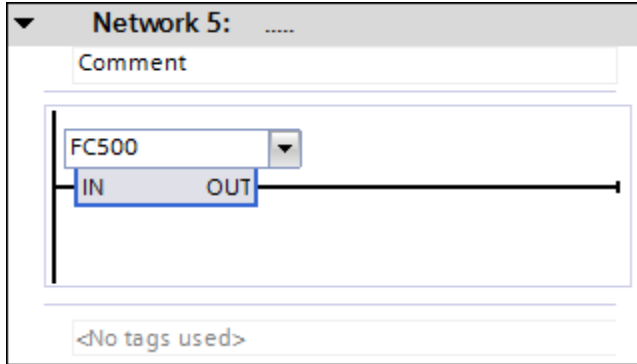 Network 5: .....
Comment
FC500
IN OUT
<No tags used>